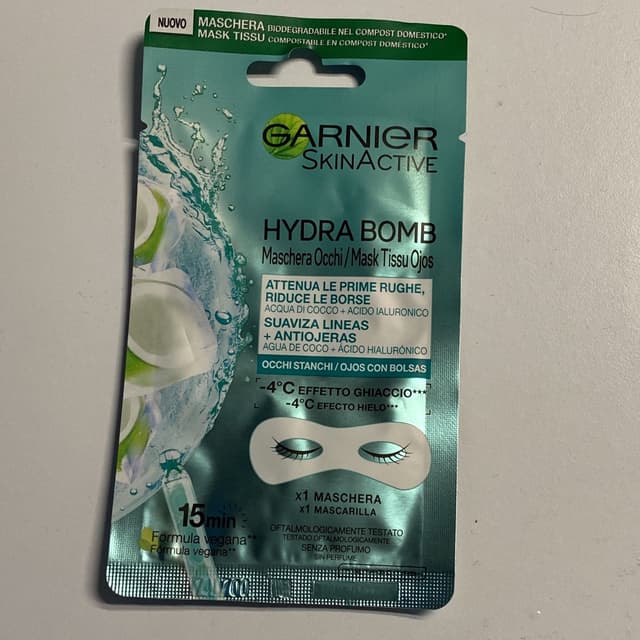 NUOVO
MASCHERA BIODEGRADABILE NEL COMPOST DOMESTICO*
MASK TISSU COMPOSTABLE EN COMPOST DOMÉSTICO*
GARNIER
SKINACTIVE
HYDRA BOMB
Maschera Occhi / Mask Tissu Ojos
ATTENUA LE PRIME RUGHE,
RIDUCE LE BORSE
ACQUA DI COCCO + ACIDO IALURONICO
SUAVIZA LINEAS
+ ANTIOJERAS
AGUA DE COCO + ÁCIDO HIALURÓNICO
OCCHI STANCHI / OJOS CON BOLSAS
-4°C EFFETTO GHIACCIO***
-4°C EFECTO HIELO***
x1 MASCHERA
x1 MASCARILLA
15min
Formula vegana**
Fórmula vegana**
OFTALMOLOGICAMENTE TESTATO
TESTADO OFTALMOLÓGICAMENTE
SENZA PROFUMO
SIN PERFUME